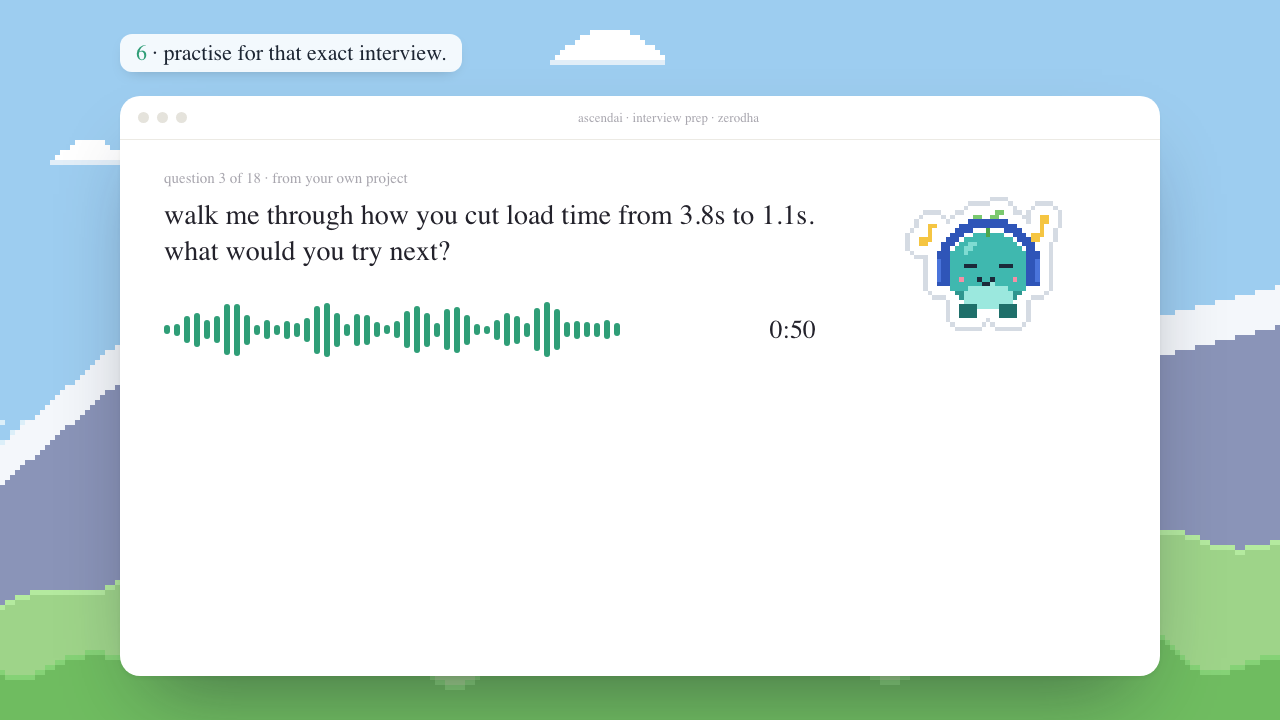 6 · practise for that exact interview.
ascendai · interview prep · zerodha
question 3 of 18 · from your own project
walk me through how you cut load time from 3.8s to 1.1s.
what would you try next?
0:50